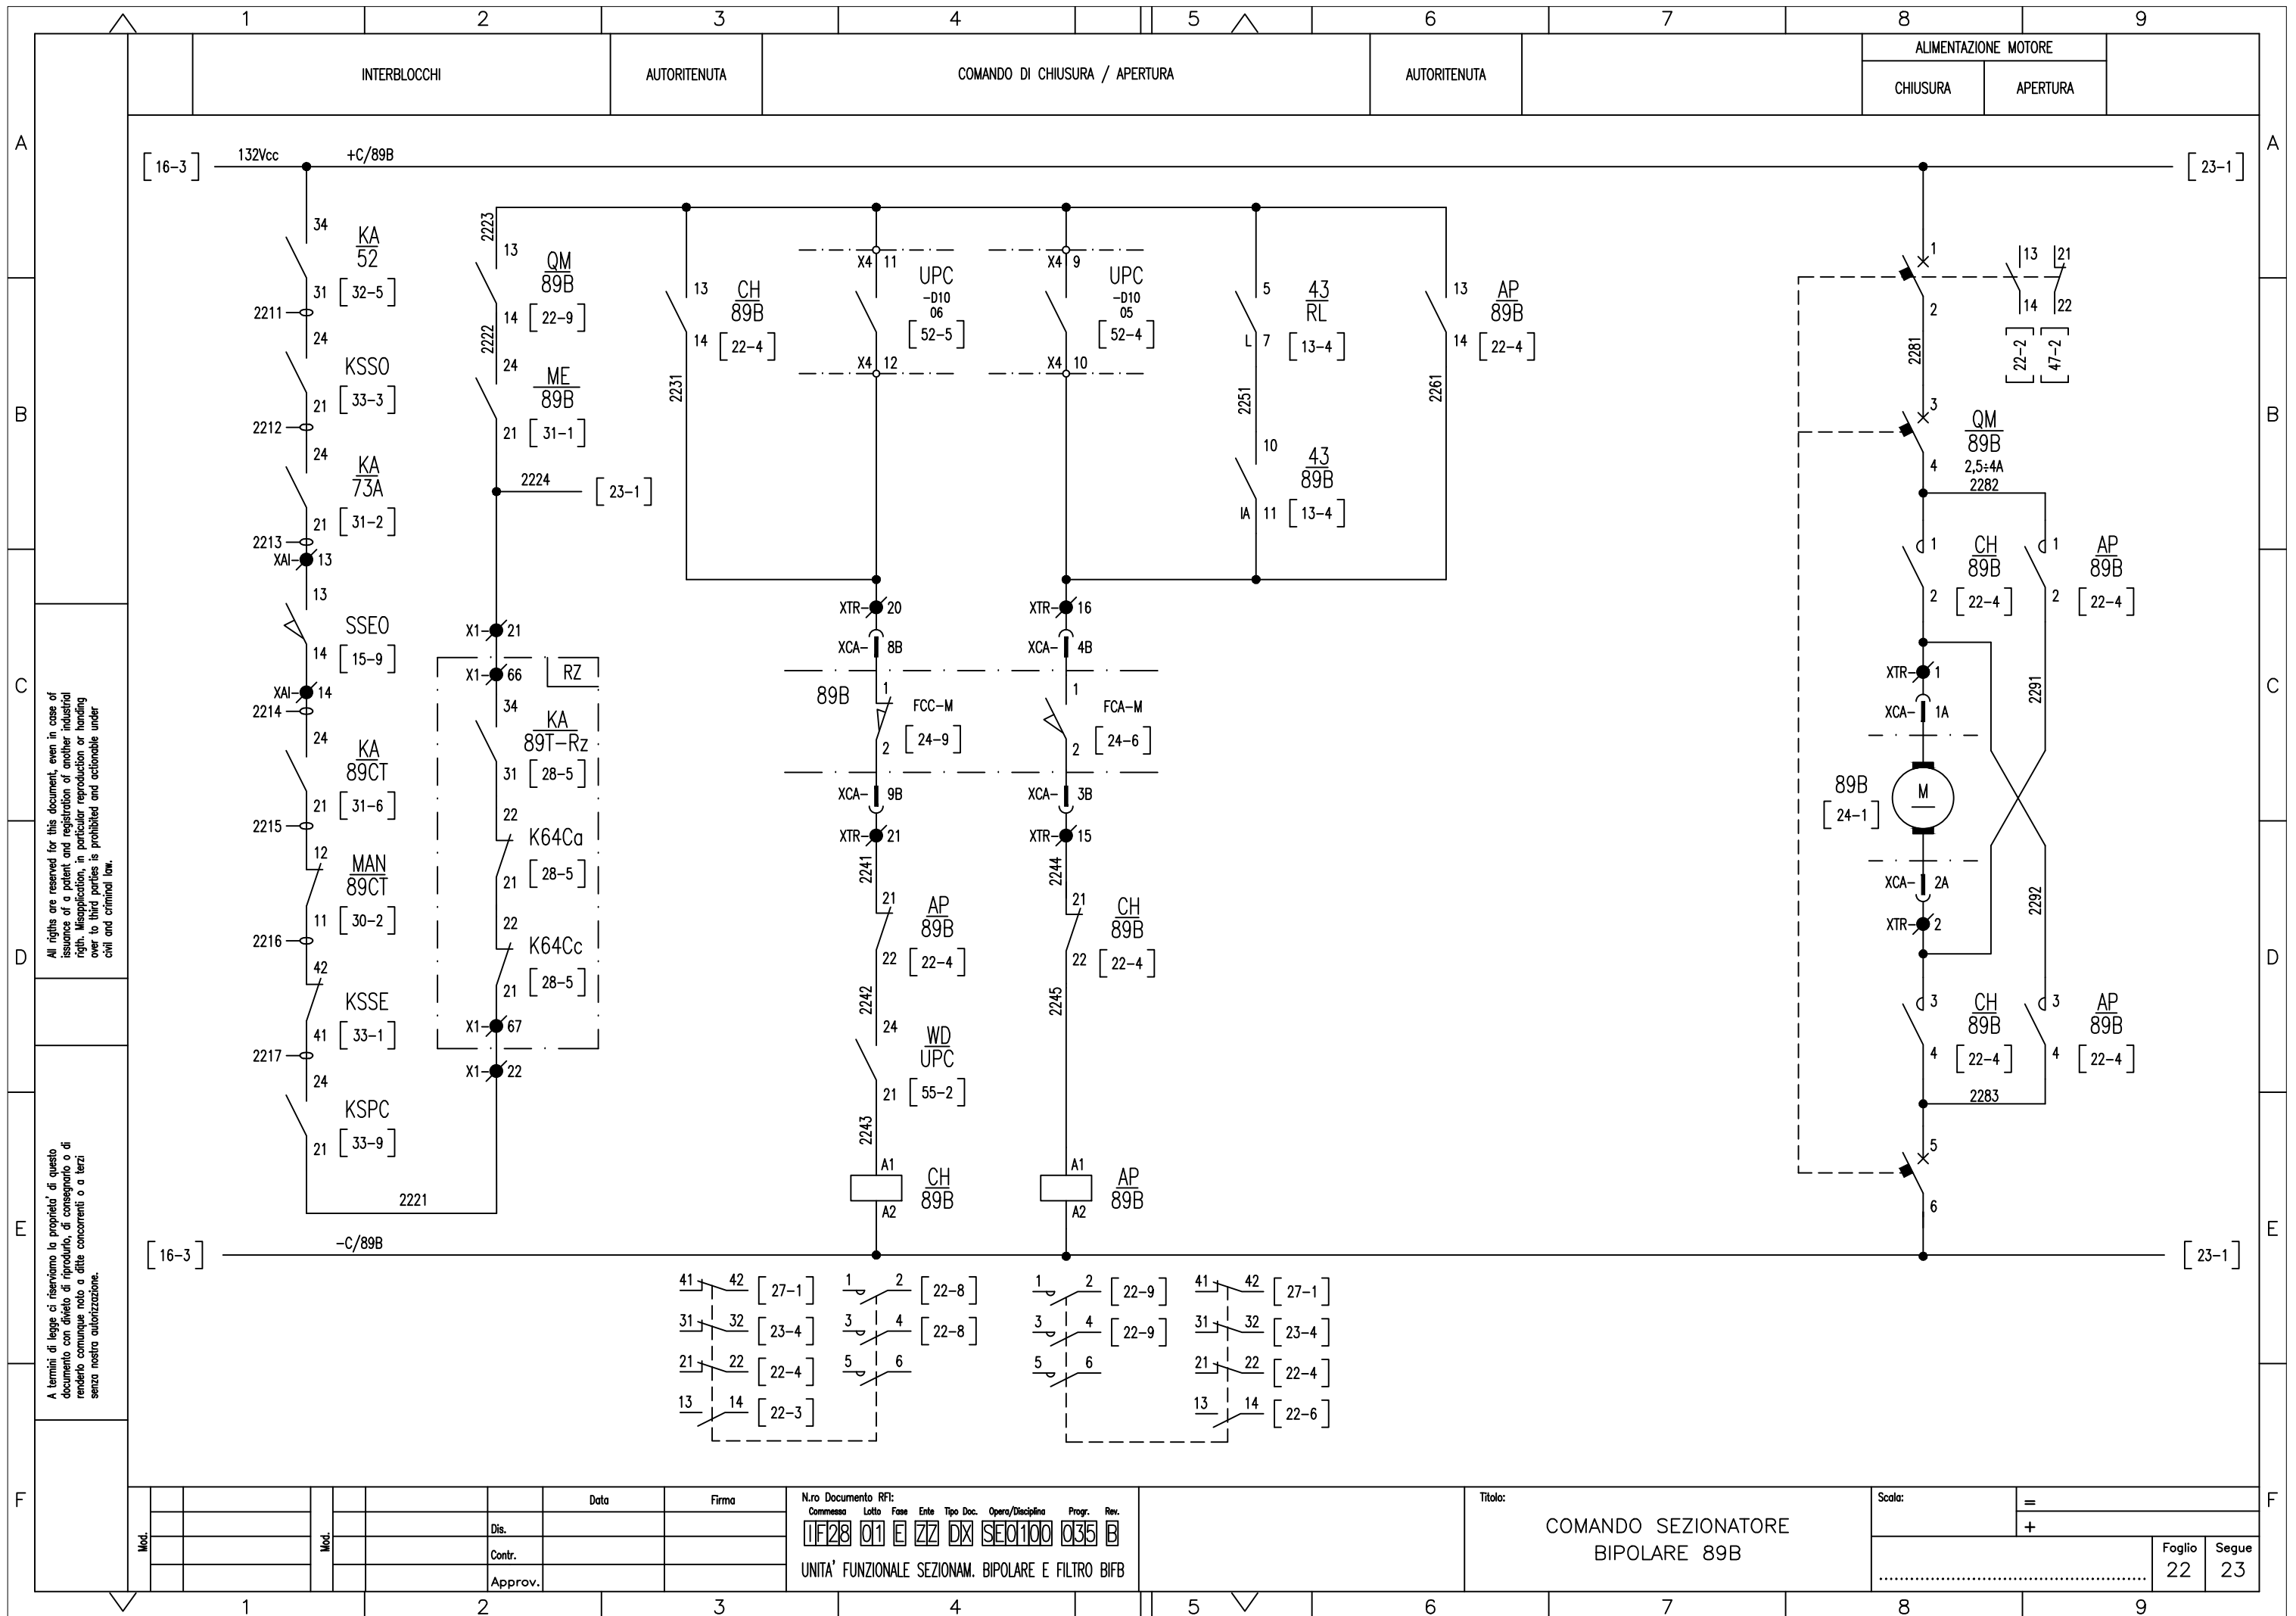 1 2 3 4 5 6 7 8 9
INTERBLOCCHI
AUTORITENUTA
COMANDO DI CHIUSURA / APERTURA
AUTORITENUTA
ALIMENTAZIONE MOTORE
CHIUSURA
APERTURA
A
A
B
B
C
C
D
D
E
E
F
F
[ 16-3 ]
132Vcc
+C/89B
[ 23-1 ]
34
KA
52
31 [ 32-5 ]
2211
24
KSSO
21 [ 33-3 ]
2212
24
KA
73A
21 [ 31-2 ]
2213
XAI- 13
13
SSEO
14 [ 15-9 ]
XAI- 14
2214
24
KA
89CT
21 [ 31-6 ]
2215
12
MAN
89CT
11 [ 30-2 ]
2216
42
KSSE
41 [ 33-1 ]
2217
24
KSPC
21 [ 33-9 ]
2221
2223
13
QM
89B
14 [ 22-9 ]
2222
24
ME
89B
21 [ 31-1 ]
2224 [ 23-1 ]
X1- 21
X1- 66
RZ
34
KA
89T-Rz
31 [ 28-5 ]
22
K64Ca
21 [ 28-5 ]
22
K64Cc
21 [ 28-5 ]
X1- 67
X1- 22
13
CH
89B
14 [ 22-4 ]
2231
X4 11
UPC
-D10
06
[ 52-5 ]
X4 12
X4 9
UPC
-D10
05
[ 52-4 ]
X4 10
5
43
RL
L 7 [ 13-4 ]
2251
10
43
89B
IA 11 [ 13-4 ]
13
AP
89B
14 [ 22-4 ]
2261
XTR- 20
XCA- 8B
89B
1
FCC-M
2 [ 24-9 ]
XCA- 9B
XTR- 21
2241
21
AP
89B
22 [ 22-4 ]
2242
24
WD
UPC
21 [ 55-2 ]
2243
A1
CH
89B
A2
XTR- 16
XCA- 4B
1
FCA-M
2 [ 24-6 ]
XCA- 3B
XTR- 15
2244
21
CH
89B
22 [ 22-4 ]
2245
A1
AP
89B
A2
1
2
13 21
14 22
[ 22-2 ] [ 47-2 ]
2281
3
QM
89B
4 2,5÷4A
2282
1
CH
89B
2 [ 22-4 ]
1
AP
89B
2 [ 22-4 ]
XTR- 1
XCA- 1A
2291
89B
[ 24-1 ]
M
XCA- 2A
XTR- 2
2292
3
CH
89B
4 [ 22-4 ]
3
AP
89B
4 [ 22-4 ]
2283
5
6
[ 16-3 ]
-C/89B
[ 23-1 ]
41 42 [ 27-1 ]
31 32 [ 23-4 ]
21 22 [ 22-4 ]
13 14 [ 22-3 ]
1 2 [ 22-8 ]
3 4 [ 22-8 ]
5 6
1 2 [ 22-9 ]
3 4 [ 22-9 ]
5 6
41 42 [ 27-1 ]
31 32 [ 23-4 ]
21 22 [ 22-4 ]
13 14 [ 22-6 ]
All rigths are reserved for this document, even in case of
issuance of a patent and registration of another industrial
rigth. Misapplication, in particular reproduction or handing
over to third parties is prohibited and actionable under
civil and criminal law.
A termini di legge ci riserviamo la proprieta' di questo
documento con divieto di riprodurlo, di consegnarlo o di
renderlo comunque noto a ditte concorrenti o a terzi
senza nostra autorizzazione.
Mod.
Mod.
Data
Firma
Dis.
Contr.
Approv.
N.ro Documento RFI:
Commessa Lotto Fase Ente Tipo Doc. Opera/Disciplina Progr. Rev.
IF28 01 E ZZ DX SE0100 035 B
UNITA' FUNZIONALE SEZIONAM. BIPOLARE E FILTRO BIFB
Titolo:
COMANDO SEZIONATORE
BIPOLARE 89B
Scala:
=
+
Foglio
22
Segue
23
1 2 3 4 5 6 7 8 9